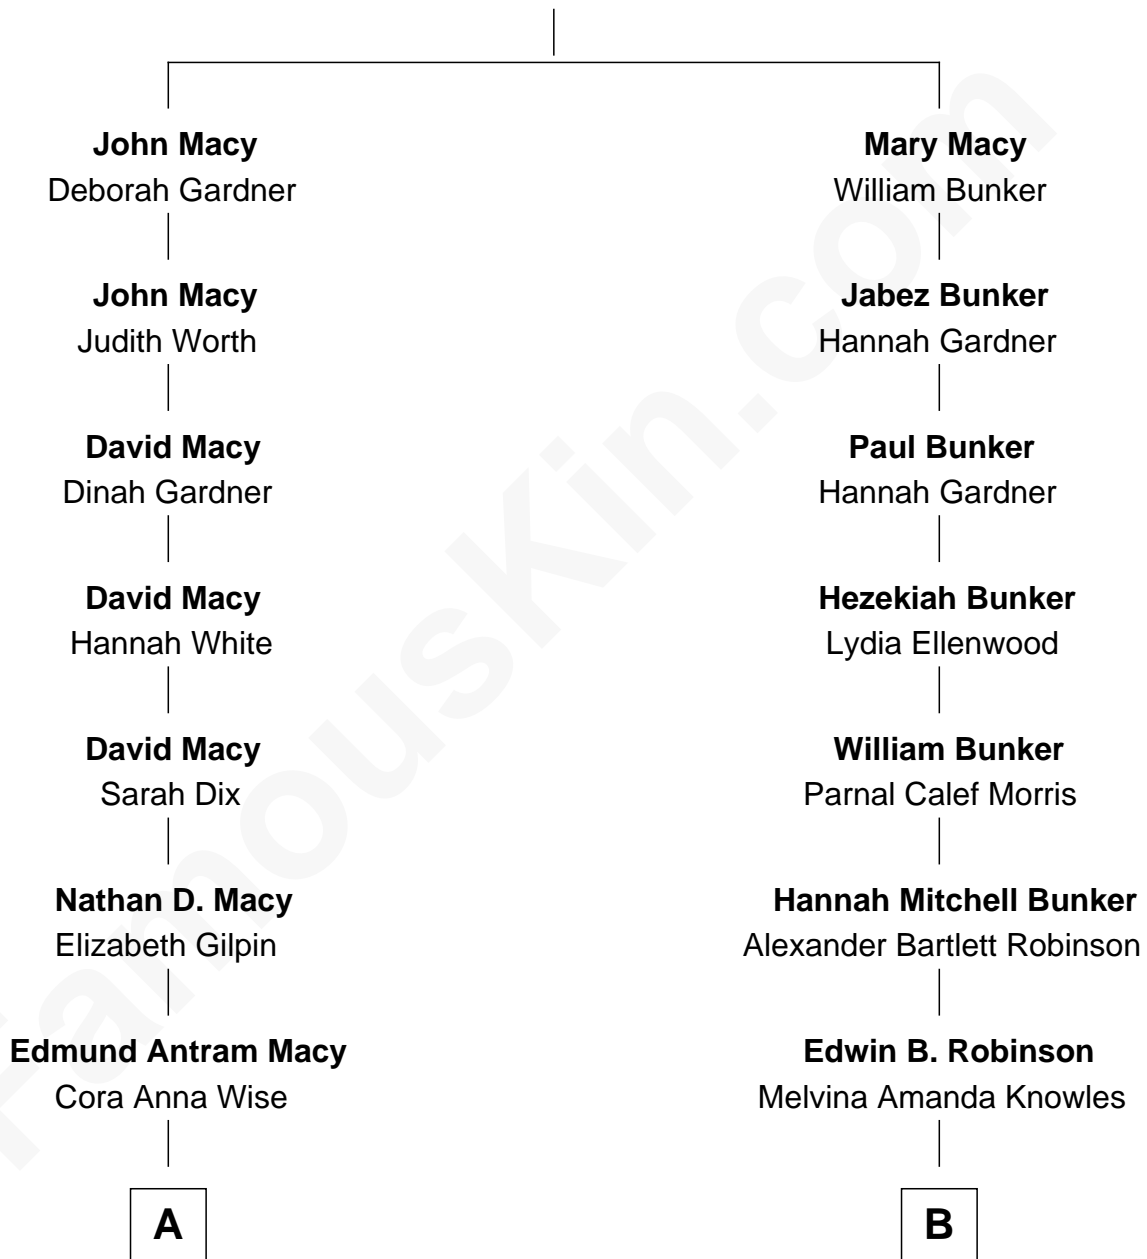 John Macy
Deborah Gardner
John Macy
Judith Worth
David Macy
Dinah Gardner
David Macy
Hannah White
David Macy
Sarah Dix
Nathan D. Macy
Elizabeth Gilpin
Edmund Antram Macy
Cora Anna Wise
A
Mary Macy
William Bunker
Jabez Bunker
Hannah Gardner
Paul Bunker
Hannah Gardner
Hezekiah Bunker
Lydia Ellenwood
William Bunker
Parnal Calef Morris
Hannah Mitchell Bunker
Alexander Bartlett Robinson
Edwin B. Robinson
Melvina Amanda Knowles
B
FamousKin.com